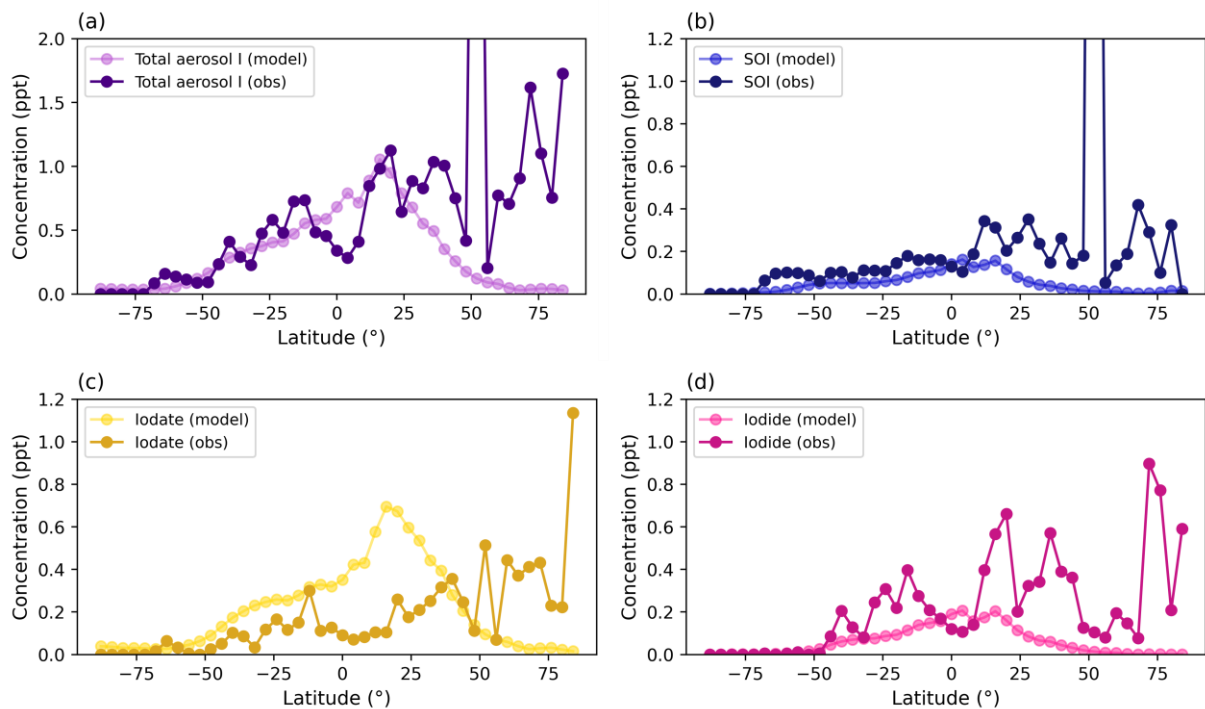 (a)
Total aerosol I (model)
Total aerosol I (obs)
Concentration (ppt)
2.0
1.5
1.0
0.5
0.0
−75 −50 −25 0 25 50 75
Latitude (°)
(b)
SOI (model)
SOI (obs)
Concentration (ppt)
1.2
1.0
0.8
0.6
0.4
0.2
0.0
−75 −50 −25 0 25 50 75
Latitude (°)
(c)
Iodate (model)
Iodate (obs)
Concentration (ppt)
1.2
1.0
0.8
0.6
0.4
0.2
0.0
−75 −50 −25 0 25 50 75
Latitude (°)
(d)
Iodide (model)
Iodide (obs)
Concentration (ppt)
1.2
1.0
0.8
0.6
0.4
0.2
0.0
−75 −50 −25 0 25 50 75
Latitude (°)